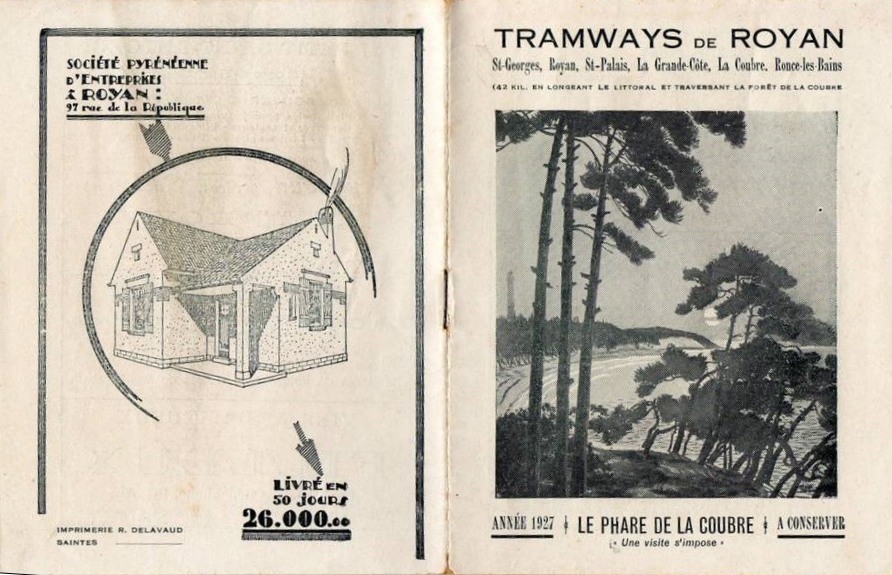 SOCIÉTÉ PYRÉNÉENNE
D'ENTREPRISES
À ROYAN :
97 rue de la République
LIVRÉ EN
50 JOURS
26.000.00
IMPRIMERIE R. DELAVAUD
SAINTES
TRAMWAYS DE ROYAN
St-Georges, Royan, St-Palais, La Grande-Côte, La Coubre, Ronce-les-Bains
(42 KIL. EN LONGEANT LE LITTORAL ET TRAVERSANT LA FORÊT DE LA COUBRE
ANNÉE 1927 LE PHARE DE LA COUBRE A CONSERVER
« Une visite s'impose »